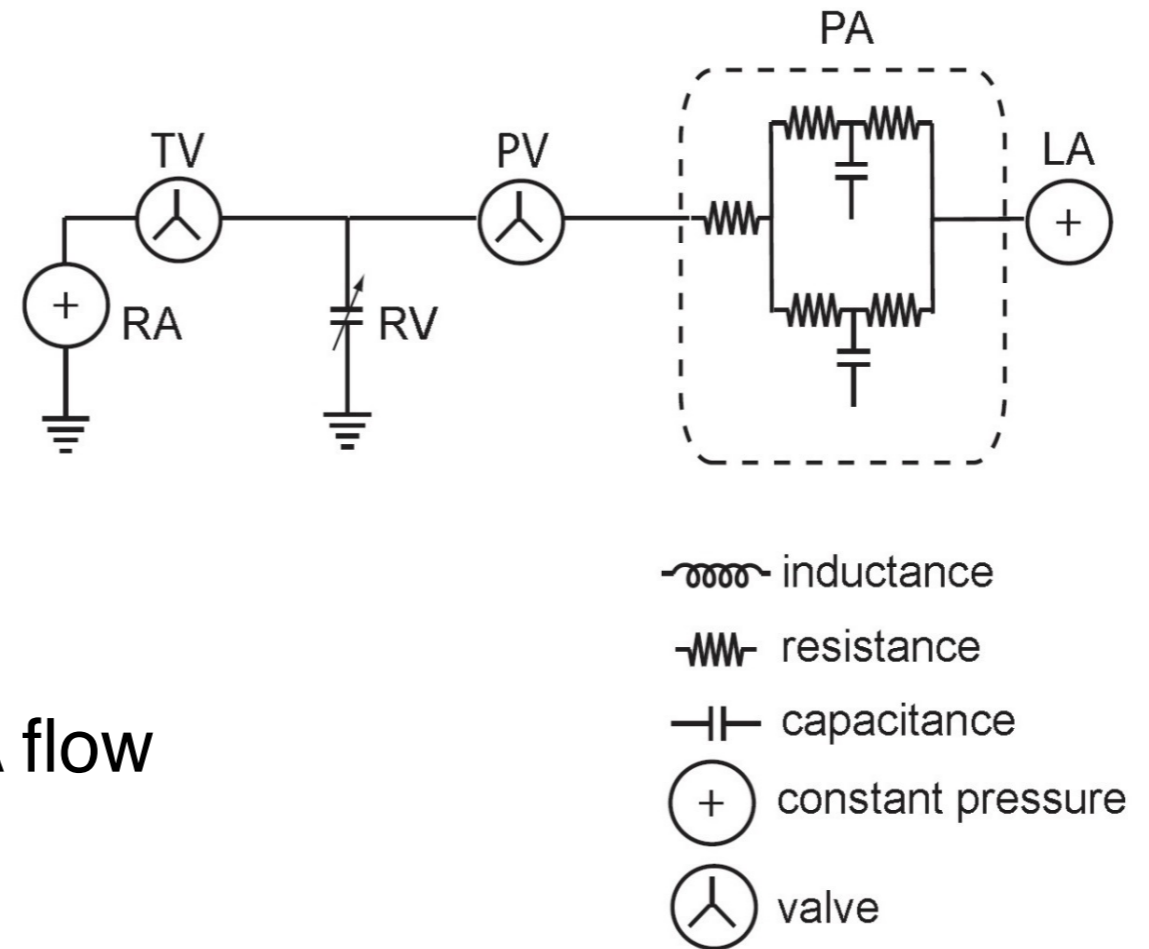 PA
TV
PV
LA
+
+
RA
RV
inductance
resistance
flow
capacitance
+
constant pressure
valve